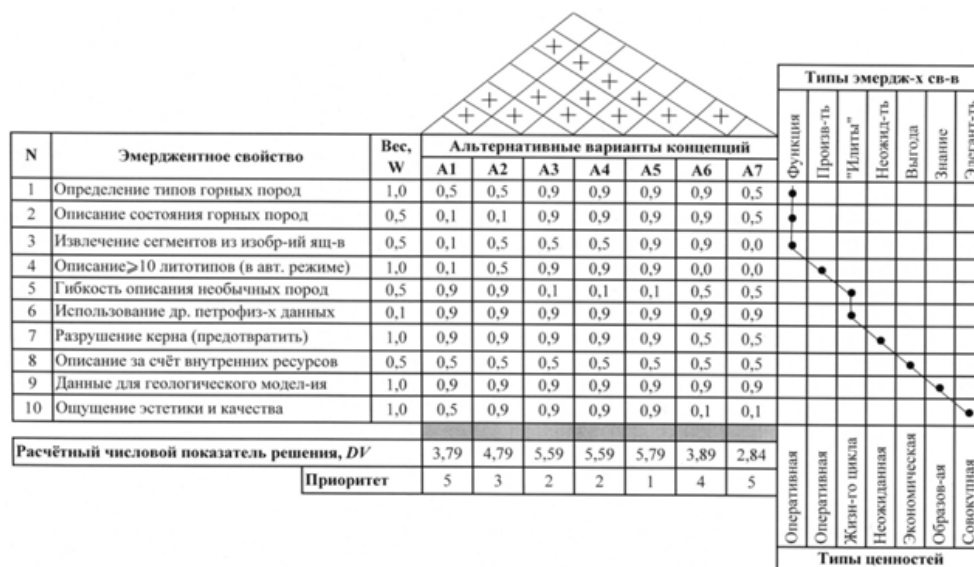 Типы эмердж-х св-в
Функция
Произв-ть
"Илиты"
Неожид-ть
Выгода
Знание
Элегант-ть
N Эмерджентное свойство Вес, W Альтернативные варианты концепций
A1 A2 A3 A4 A5 A6 A7
1 Определение типов горных пород 1,0 0,5 0,5 0,9 0,9 0,9 0,9 0,5
2 Описание состояния горных пород 0,5 0,1 0,1 0,9 0,9 0,9 0,9 0,5
3 Извлечение сегментов из изобр-ий ящ-в 0,5 0,1 0,5 0,5 0,5 0,9 0,9 0,0
4 Описание⩾10 литотипов (в авт. режиме) 1,0 0,1 0,5 0,9 0,9 0,9 0,0 0,0
5 Гибкость описания необычных пород 0,5 0,9 0,9 0,1 0,1 0,1 0,5 0,5
6 Использование др. петрофиз-х данных 0,1 0,9 0,9 0,9 0,9 0,9 0,9 0,9
7 Разрушение керна (предотвратить) 1,0 0,9 0,9 0,9 0,9 0,9 0,5 0,5
8 Описание за счёт внутренних ресурсов 0,5 0,5 0,5 0,5 0,5 0,5 0,5 0,5
9 Данные для геологического модел-ия 1,0 0,9 0,9 0,9 0,9 0,9 0,9 0,9
10 Ощущение эстетики и качества 1,0 0,5 0,9 0,9 0,9 0,9 0,1 0,1
Расчётный числовой показатель решения, DV 3,79 4,79 5,59 5,59 5,79 3,89 2,84
Приоритет 5 3 2 2 1 4 5
Оперативная
Оперативная
Жизн-го цикла
Неожиданная
Экономическая
Образов-ая
Совокупная
Типы ценностей